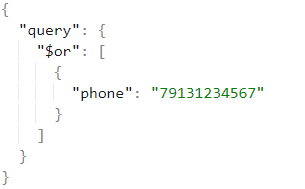 {
  "query": {
    "$or": [
      {
        "phone": "79131234567"
      }
    ]
  }
}